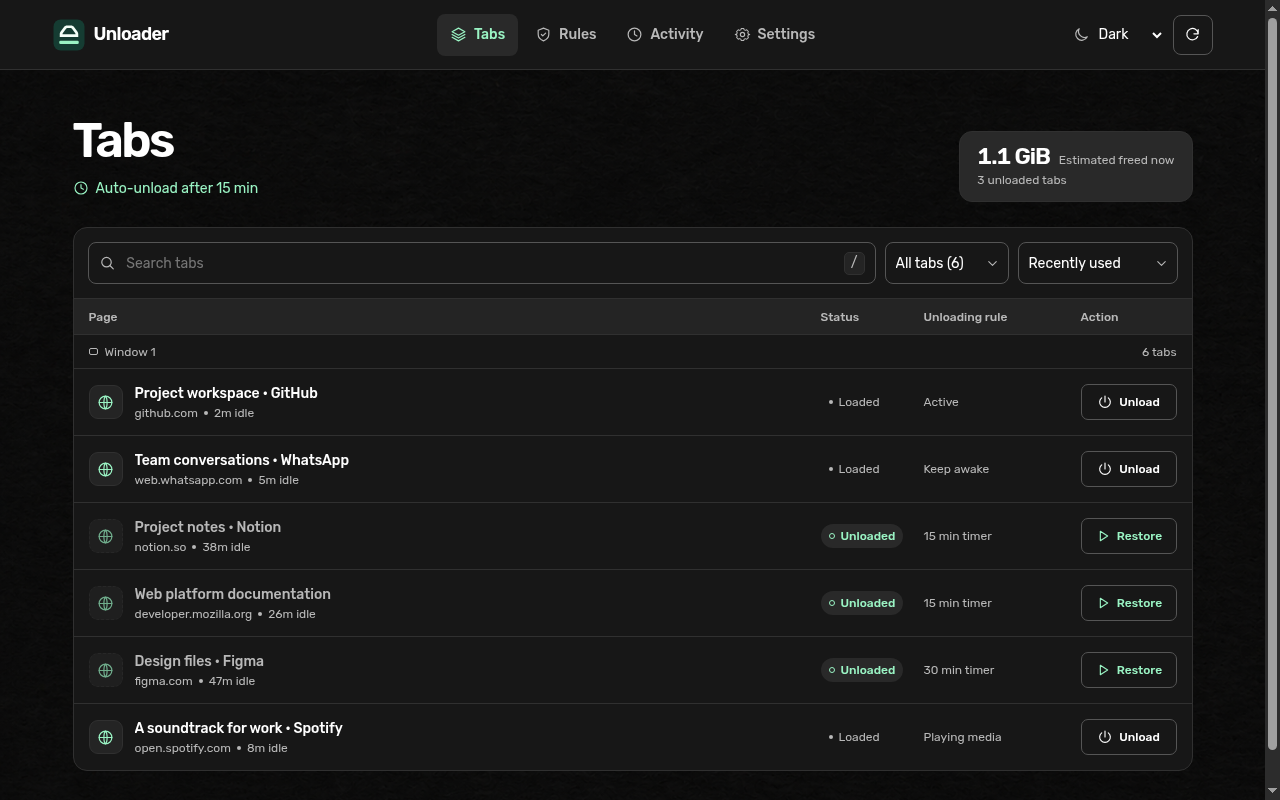 Unloader
Tabs
Rules
Activity
Settings
Dark
Tabs
Auto-unload after 15 min
1.1 GiB Estimated freed now
3 unloaded tabs
Search tabs
/
All tabs (6)
Recently used
Page Status Unloading rule Action
Window 1 6 tabs
Project workspace • GitHub
github.com • 2m idle
Loaded
Active
Unload
Team conversations • WhatsApp
web.whatsapp.com • 5m idle
Loaded
Keep awake
Unload
Project notes • Notion
notion.so • 38m idle
Unloaded
15 min timer
Restore
Web platform documentation
developer.mozilla.org • 26m idle
Unloaded
15 min timer
Restore
Design files • Figma
figma.com • 47m idle
Unloaded
30 min timer
Restore
A soundtrack for work • Spotify
open.spotify.com • 8m idle
Loaded
Playing media
Unload